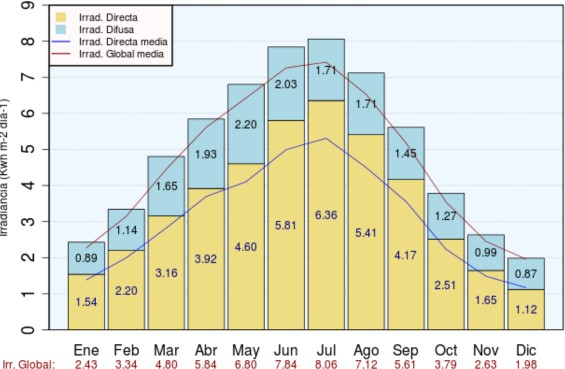 Irrad. Directa
Irrad. Difusa
Irrad. Directa media
Irrad. Global media
Irradiancia (Kwh m-2 dia-1)
9
8
7
6
5
4
3
2
1
0
0.89 1.14 1.65 1.93 2.20 2.03 1.71 1.71 1.45 1.27 0.99 0.87
1.54 2.20 3.16 3.92 4.60 5.81 6.36 5.41 4.17 2.51 1.65 1.12
Ene Feb Mar Abr May Jun Jul Ago Sep Oct Nov Dic
Irr. Global: 2.43 3.34 4.80 5.84 6.80 7.84 8.06 7.12 5.61 3.79 2.63 1.98